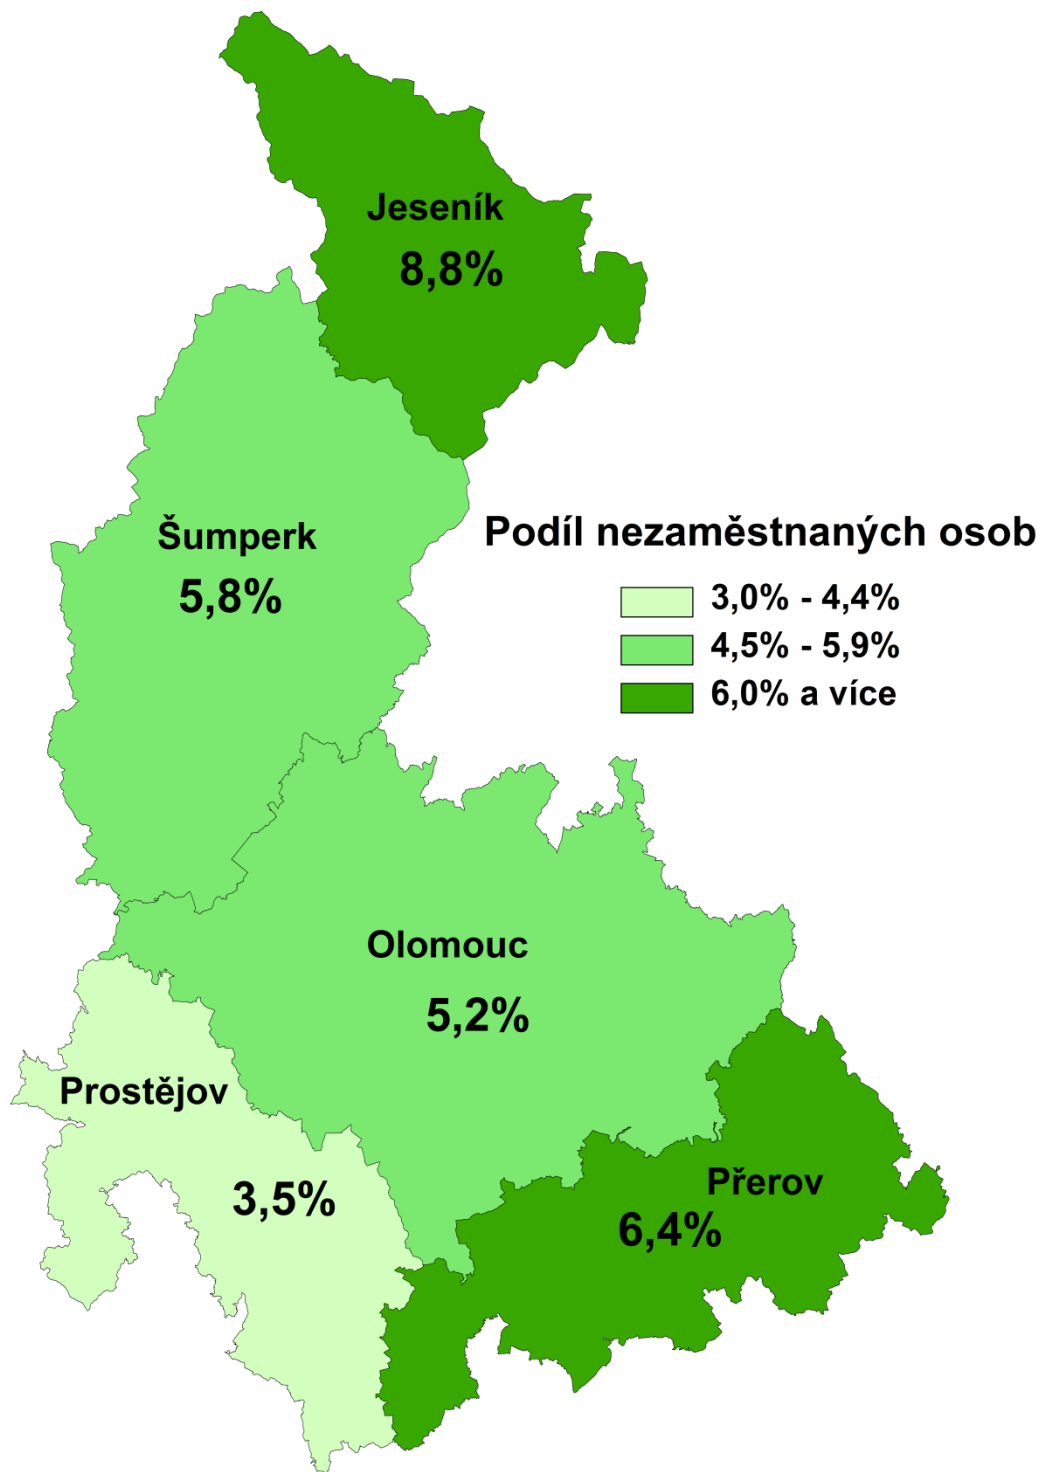 Jeseník
8,8%
Šumperk
5,8%
Podíl nezaměstnaných osob
3,0% - 4,4%
4,5% - 5,9%
6,0% a více
Olomouc
5,2%
Prostějov
3,5%
Přerov
6,4%